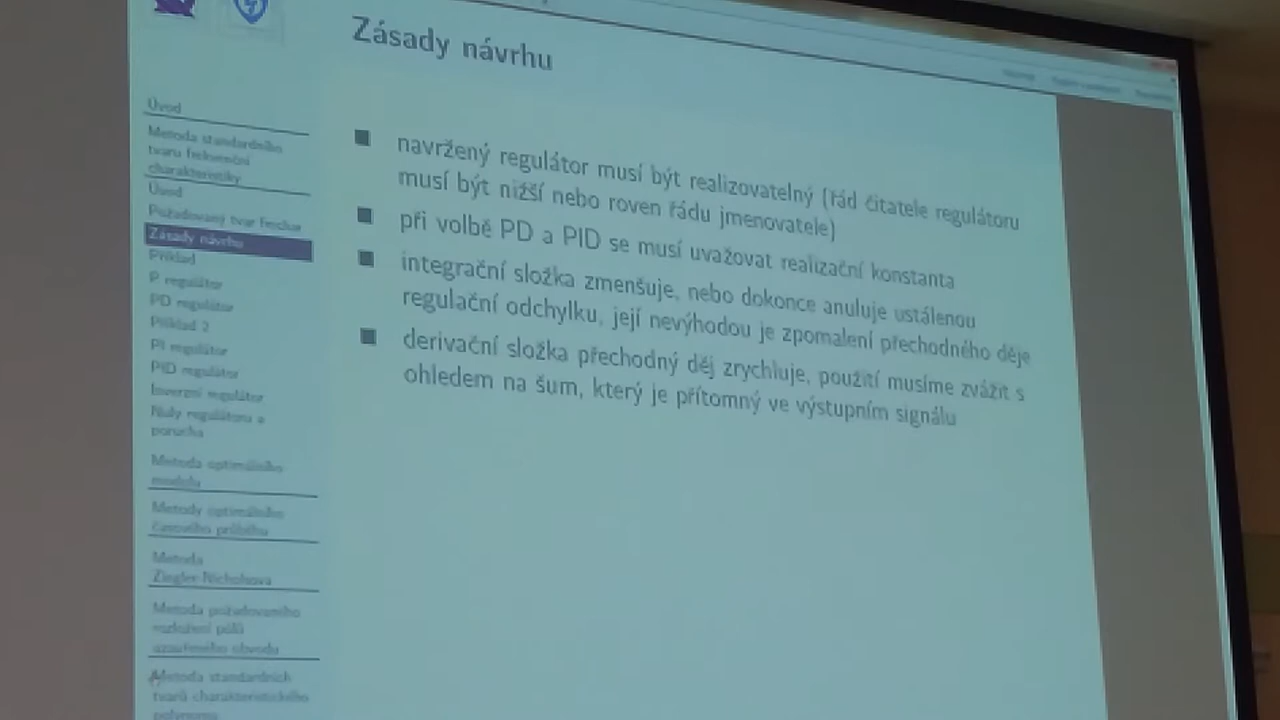 Zásady návrhu
Úvod
Metoda standardního
tvaru frekvenční
charakteristiky
Úvod
Požadovaný tvar
Zásady návrhu
Příklad
P regulátor
PD regulátor
Příklad 2
PI regulátor
PID regulátor
Inverzní regulátor
Nuly regulátoru a
porucha
Metoda optimálního
modulu
Metody optimálního
časového průběhu
Metoda
Ziegler Nicholsova
Metoda požadovaného
rozložení pólů
uzavřeného obvodu
Metoda standardních
tvarů charakteristického
polynomu
navržený regulátor musí být realizovatelný (řád čitatele regulátoru
musí být nižší nebo roven řádu jmenovatele)
při volbě PD a PID se musí uvažovat realizační konstanta
integrační složka zmenšuje, nebo dokonce anuluje ustálenou
regulační odchylku, její nevýhodou je zpomalení přechodného děje
derivační složka přechodný děj zrychluje, použití musíme zvážit s
ohledem na šum, který je přítomný ve výstupním signálu